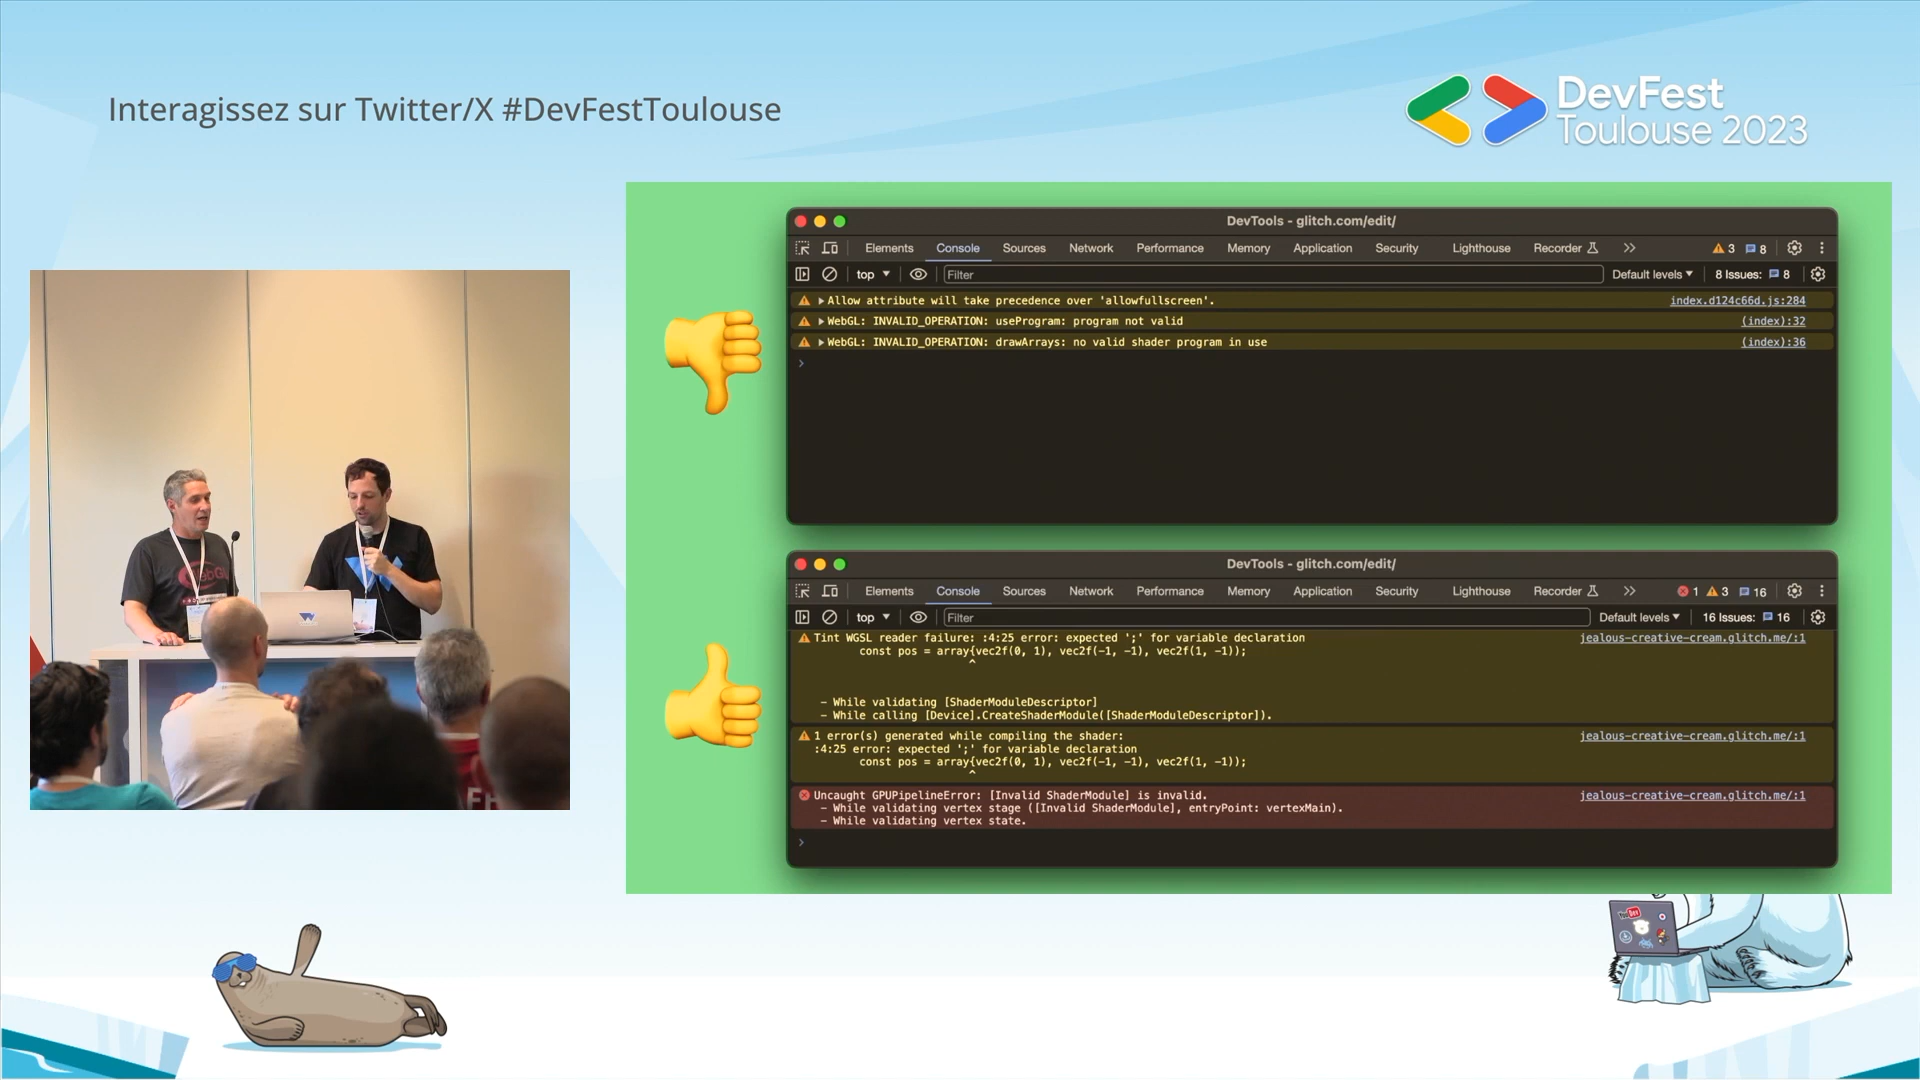 Interagissez sur Twitter/X #DevFestToulouse
DevFest
Toulouse 2023
DevTools - glitch.com/edit/
Elements Console Sources Network Performance Memory Application Security Lighthouse Recorder 3 8
top Filter Default levels 8 Issues: 8
Allow attribute will take precedence over 'allowfullscreen'. index.d124c66d.js:284
WebGL: INVALID_OPERATION: useProgram: program not valid (index):32
WebGL: INVALID_OPERATION: drawArrays: no valid shader program in use (index):36
DevTools - glitch.com/edit/
Elements Console Sources Network Performance Memory Application Security Lighthouse Recorder 1 3 16
top Filter Default levels 16 Issues: 16
Tint WGSL reader failure: :4:25 error: expected ';' for variable declaration jealous-creative-cream.glitch.me/:1
const pos = array{vec2f(0, 1), vec2f(-1, -1), vec2f(1, -1));
^
- While validating [ShaderModuleDescriptor]
- While calling [Device].CreateShaderModule([ShaderModuleDescriptor]).
1 error(s) generated while compiling the shader: jealous-creative-cream.glitch.me/:1
:4:25 error: expected ';' for variable declaration
const pos = array{vec2f(0, 1), vec2f(-1, -1), vec2f(1, -1));
^
Uncaught GPUPipelineError: [Invalid ShaderModule] is invalid. jealous-creative-cream.glitch.me/:1
- While validating vertex stage ([Invalid ShaderModule], entryPoint: vertexMain).
- While validating vertex state.